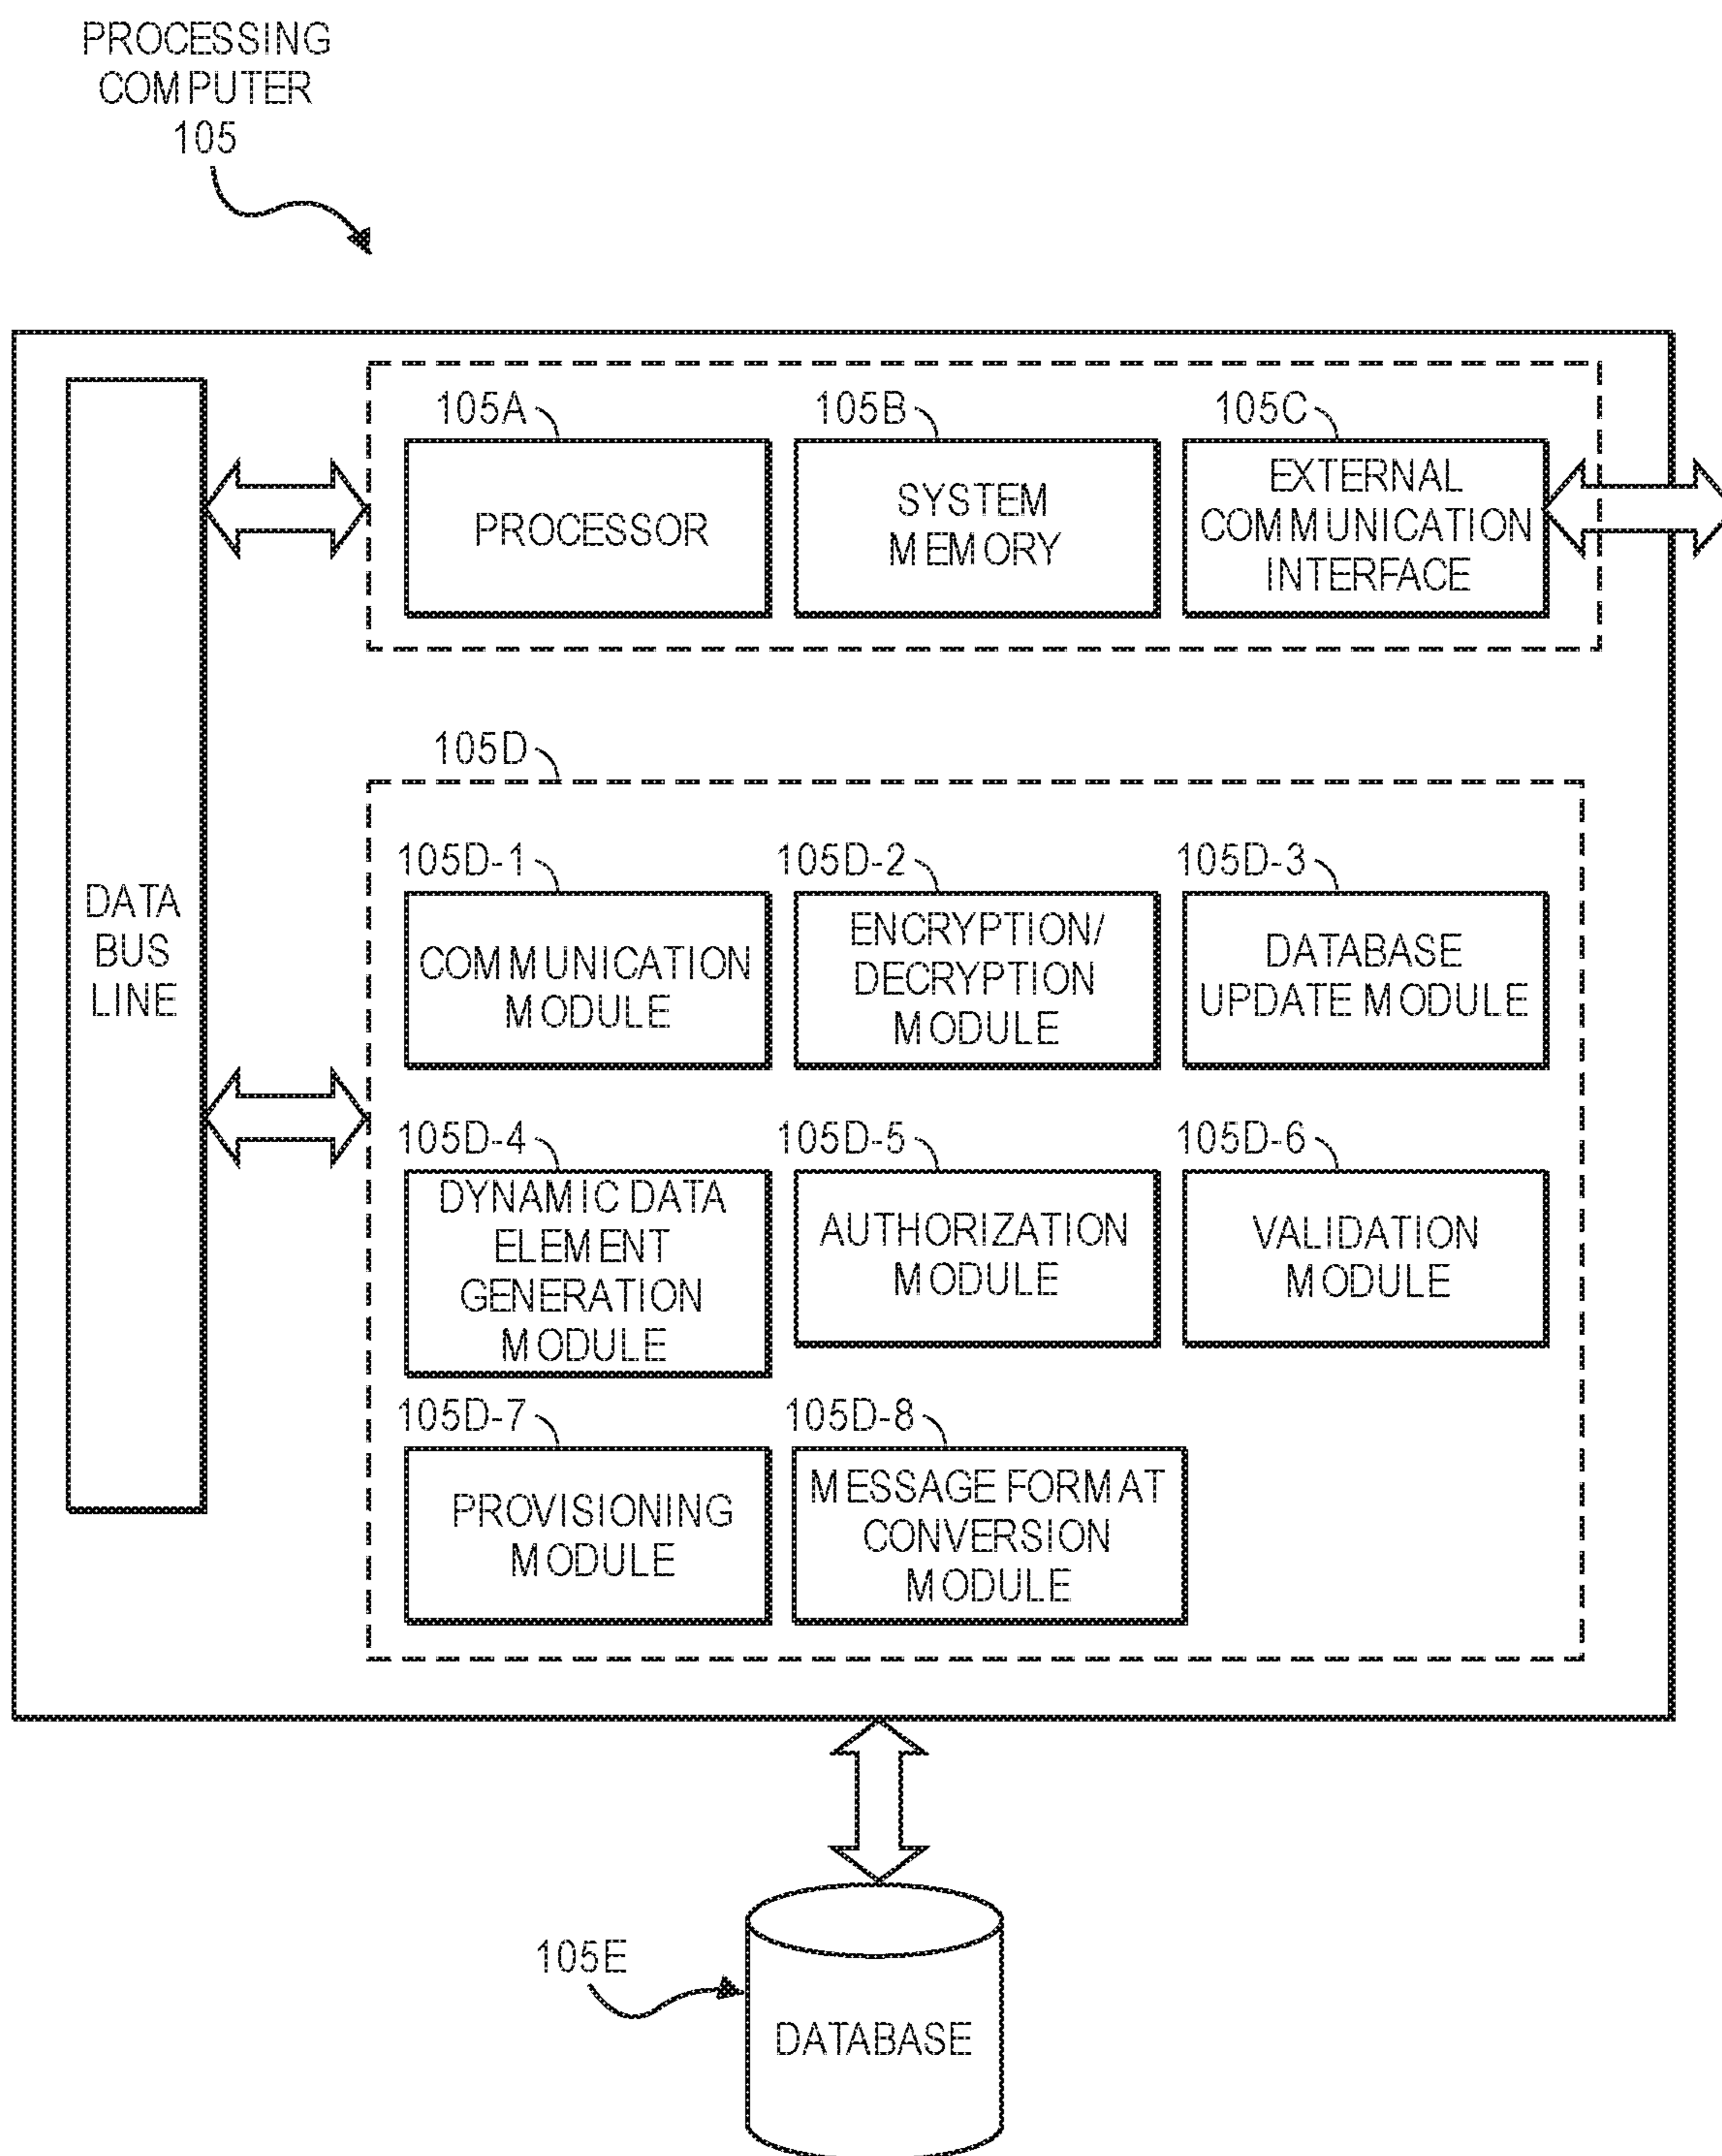 PROCESSING
COMPUTER
105
105A
105B
105C
PROCESSOR
SYSTEM
MEMORY
EXTERNAL
COMMUNICATION
INTERFACE
DATA
BUS
LINE
105D
105D-1
105D-2
105D-3
COMMUNICATION
MODULE
ENCRYPTION/
DECRYPTION
MODULE
DATABASE
UPDATE MODULE
105D-4
105D-5
105D-6
DYNAMIC DATA
ELEMENT
GENERATION
MODULE
AUTHORIZATION
MODULE
VALIDATION
MODULE
105D-7
105D-8
PROVISIONING
MODULE
MESSAGE FORMAT
CONVERSION
MODULE
105E
DATABASE